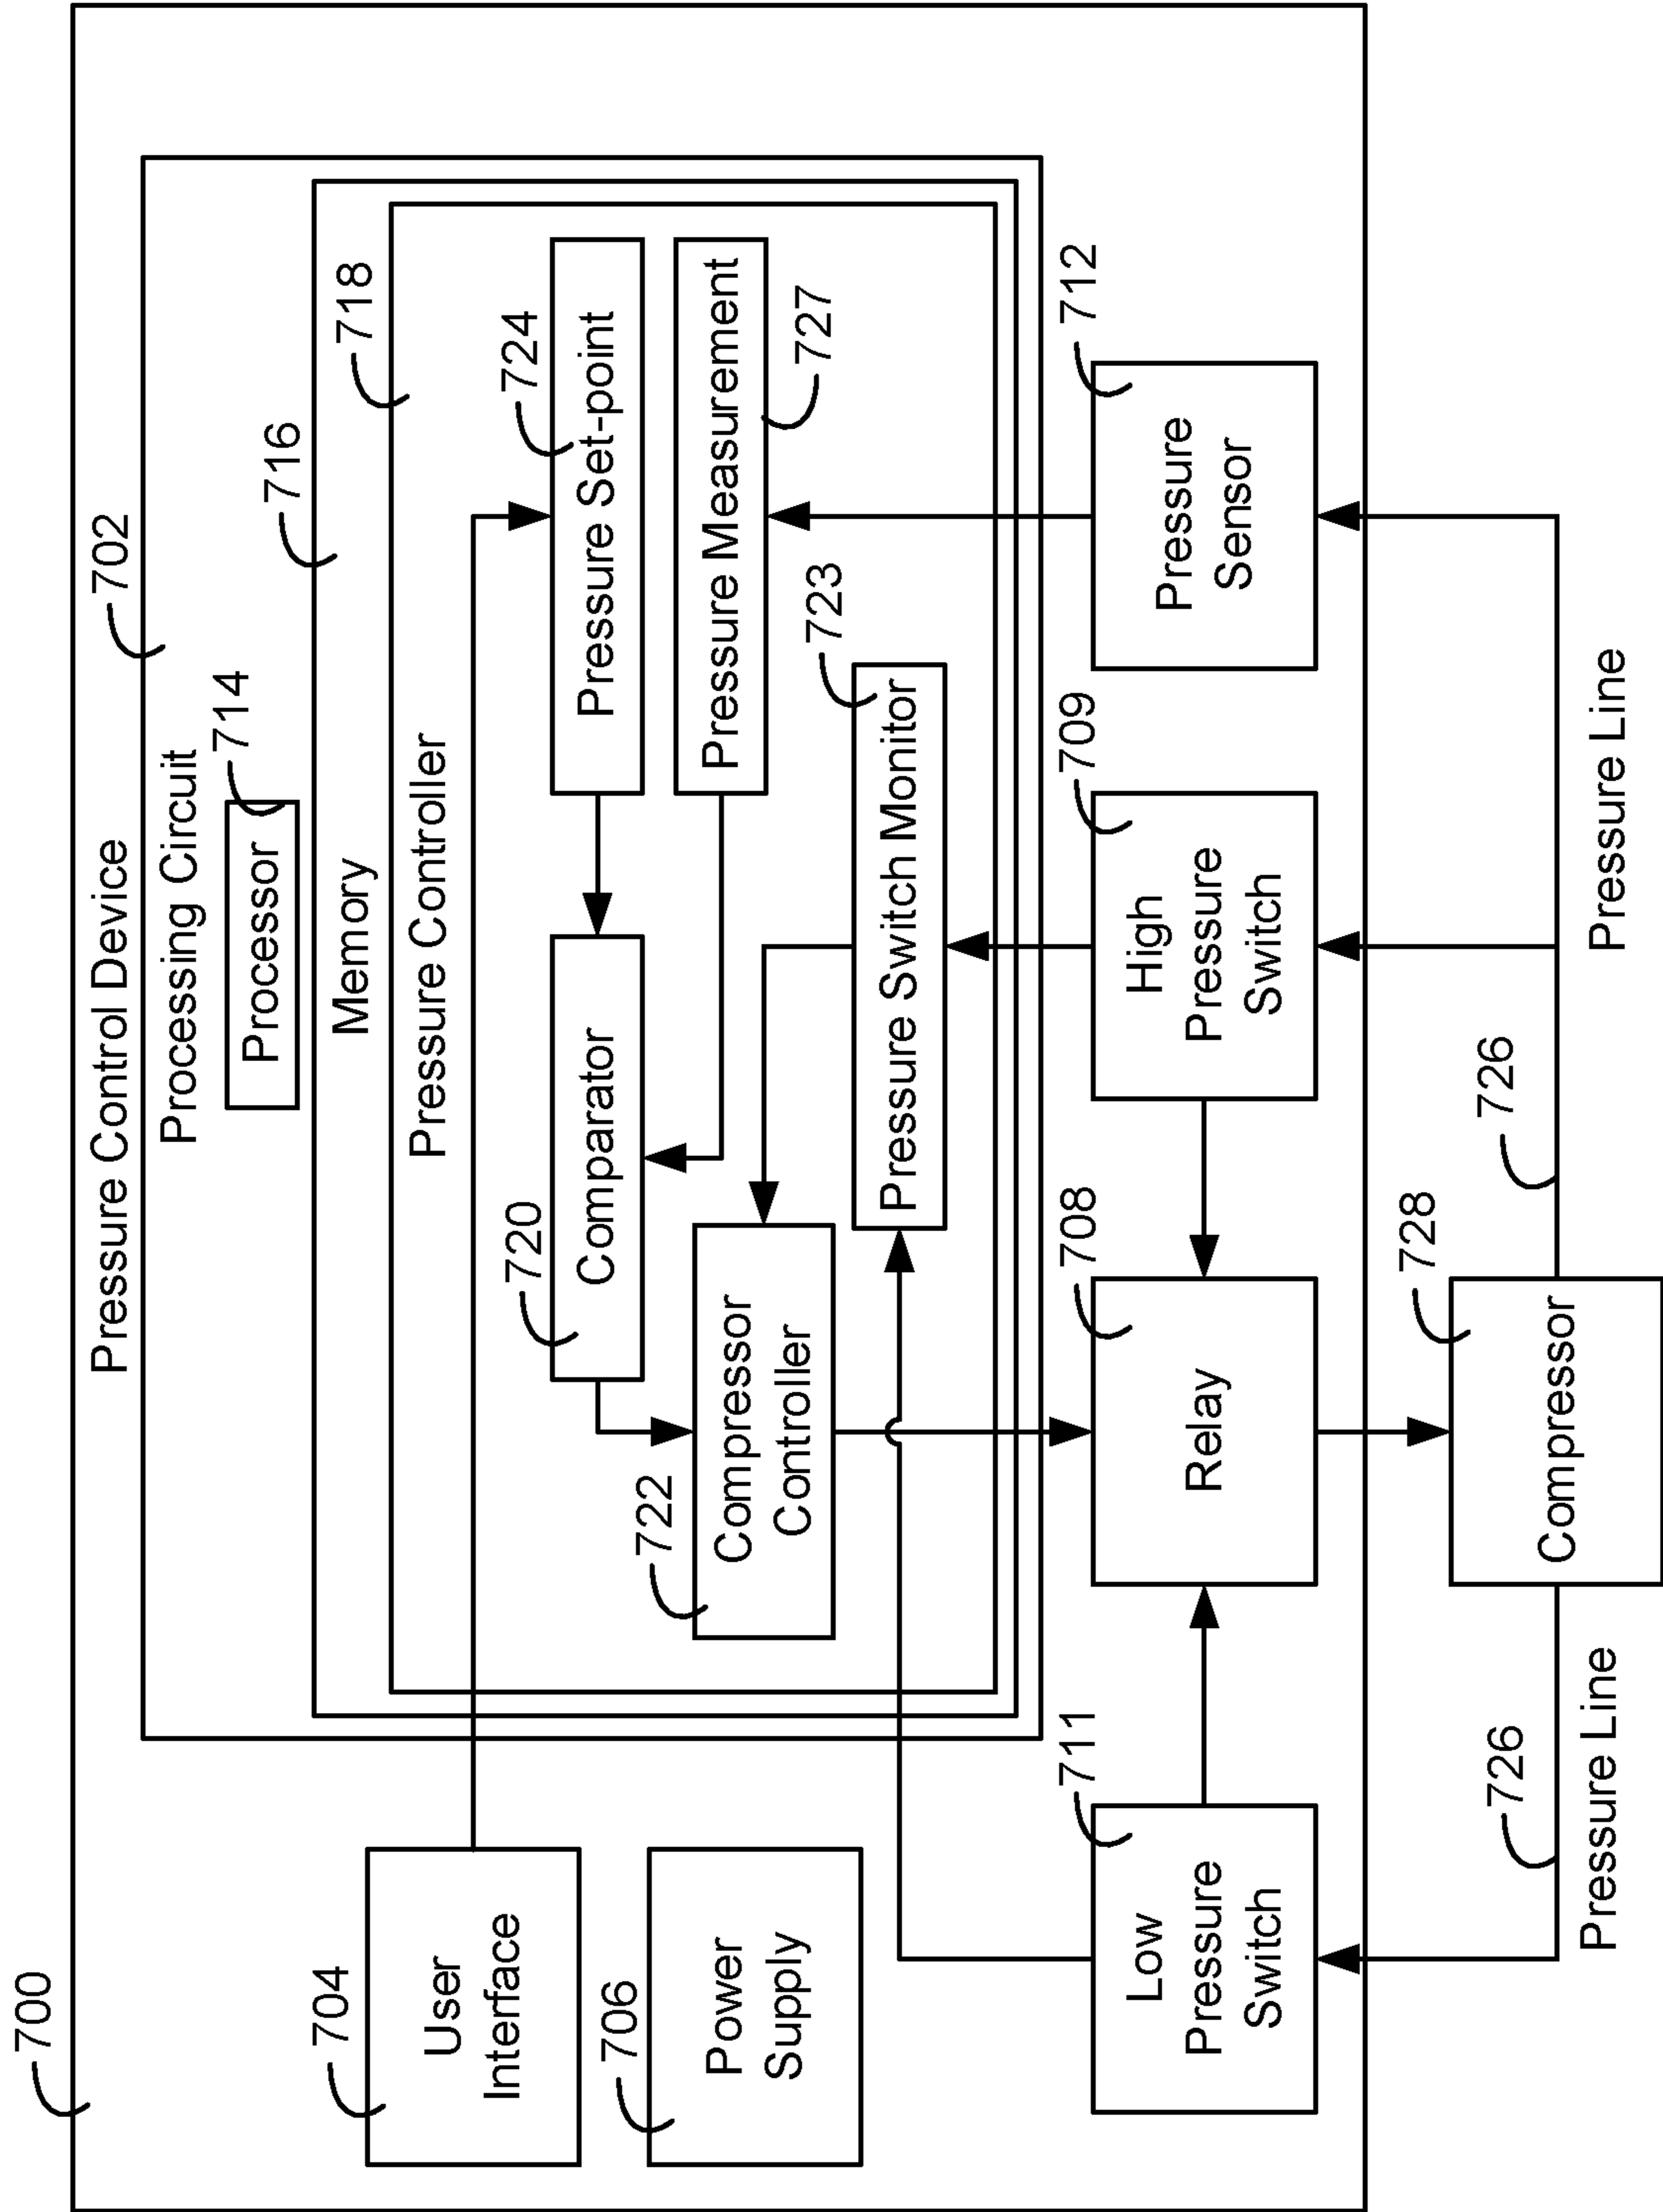 700
Pressure Control Device
702
Processing Circuit
714
Processor
716
Memory
718
Pressure Controller
704
User
Interface
706
Power
Supply
720
Comparator
724
Pressure Set-point
Pressure Measurement
727
722
Compressor
Controller
723
Pressure Switch Monitor
711
Low
Pressure
Switch
708
Relay
709
High
Pressure
Switch
712
Pressure
Sensor
726
Pressure Line
728
Compressor
726
Pressure Line